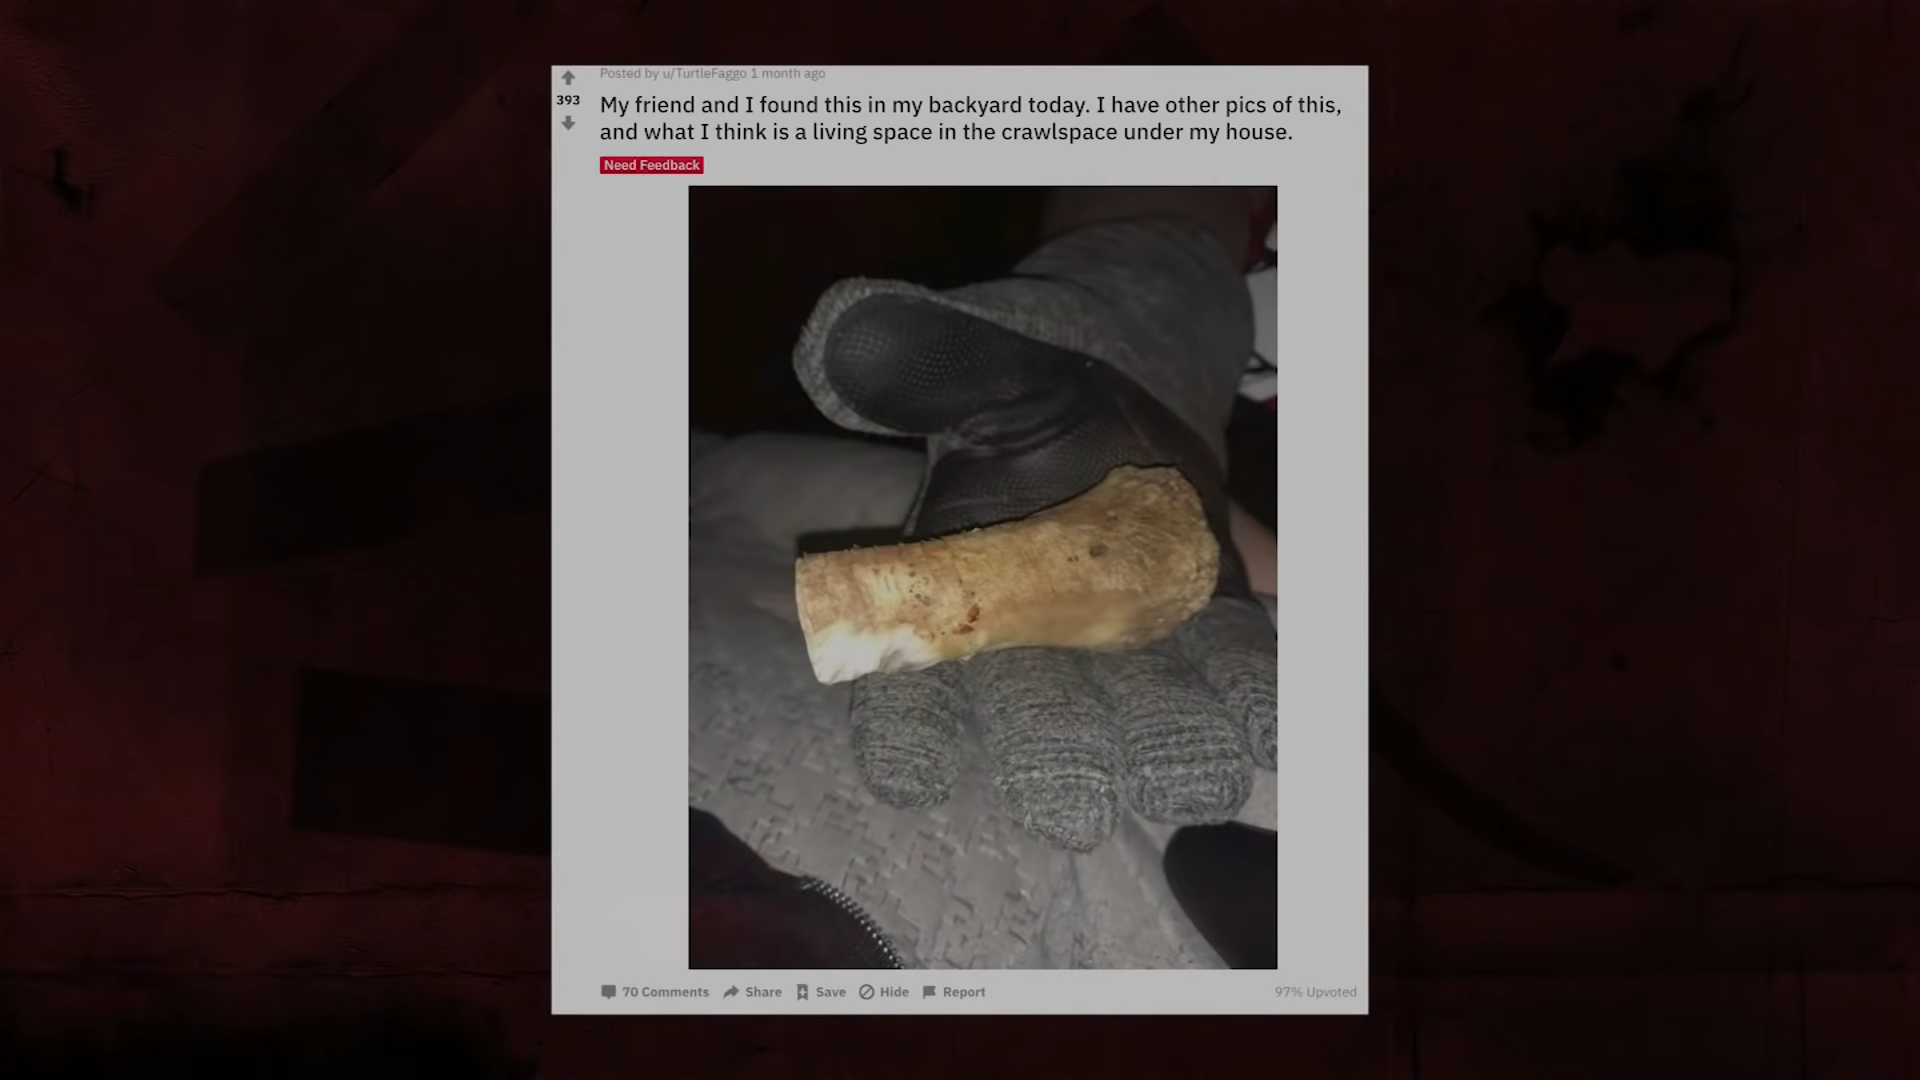 Posted by u/TurtleFaggo 1 month ago
393
My friend and I found this in my backyard today. I have other pics of this,
and what I think is a living space in the crawlspace under my house.
Need Feedback
70 Comments Share Save Hide Report 97% Upvoted